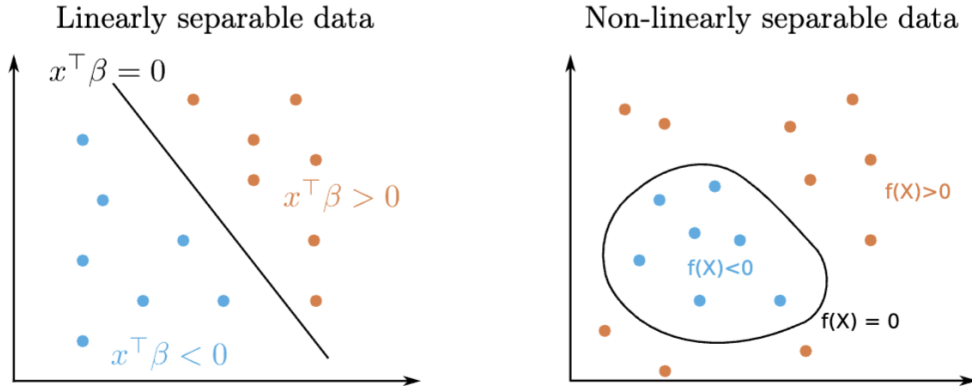 Linearly separable data
x⊤β = 0
x⊤β > 0
x⊤β < 0
Non-linearly separable data
f(X)>0
f(X)<0
f(X) = 0